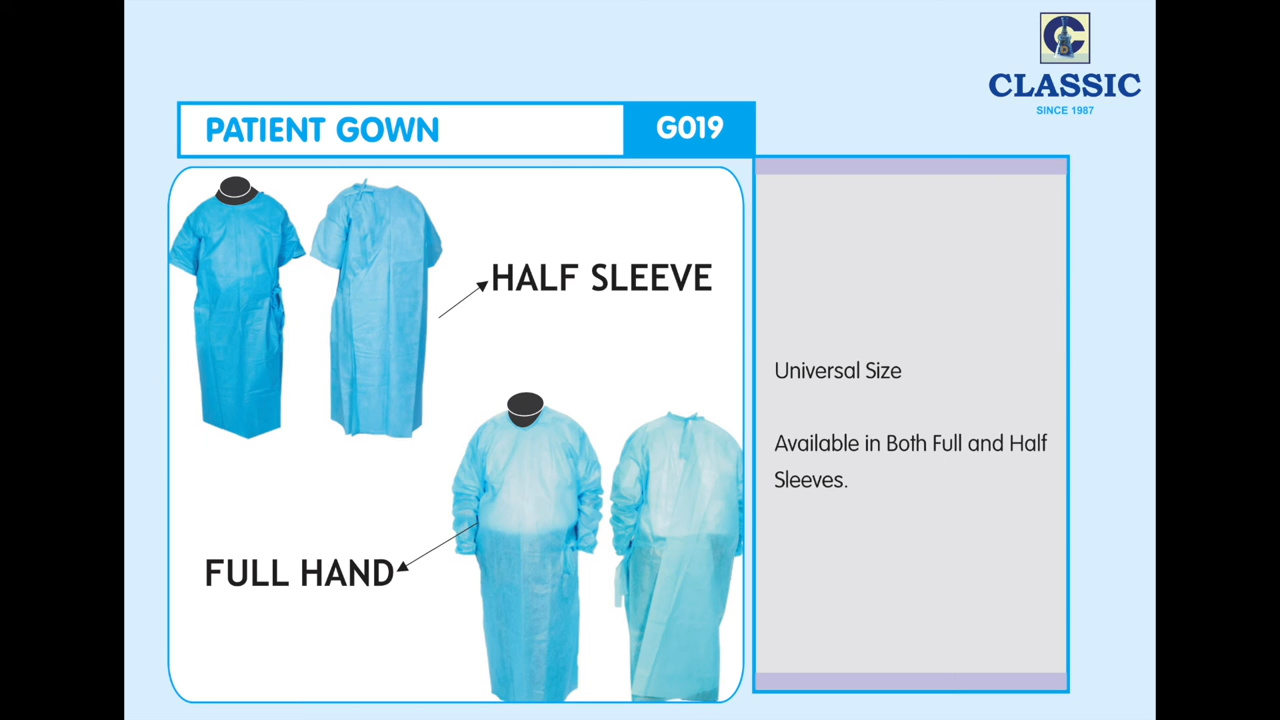 CLASSIC
SINCE 1987
PATIENT GOWN
G019
HALF SLEEVE
FULL HAND
Universal Size
Available in Both Full and Half
Sleeves.